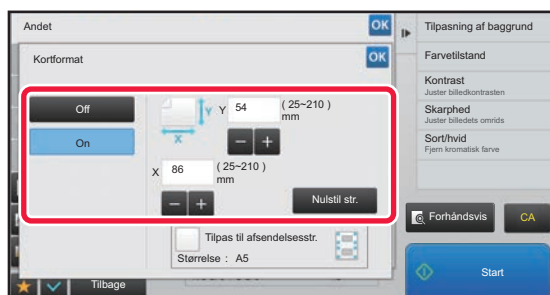 Andet
OK
Kortformat
OK
Off
On
Y
Y 54 ( 25~210 )
mm
X
X 86 ( 25~210 )
mm
Nulstil str.
Tilpas til afsendelsesstr.
Størrelse : A5
Tilbage
Tilpasning af baggrund
Farvetilstand
Kontrast
Juster billedkontrasten
Skarphed
Juster billedets omrids
Sort/hvid
Fjern kromatisk farve
Forhåndsvis
CA
Start